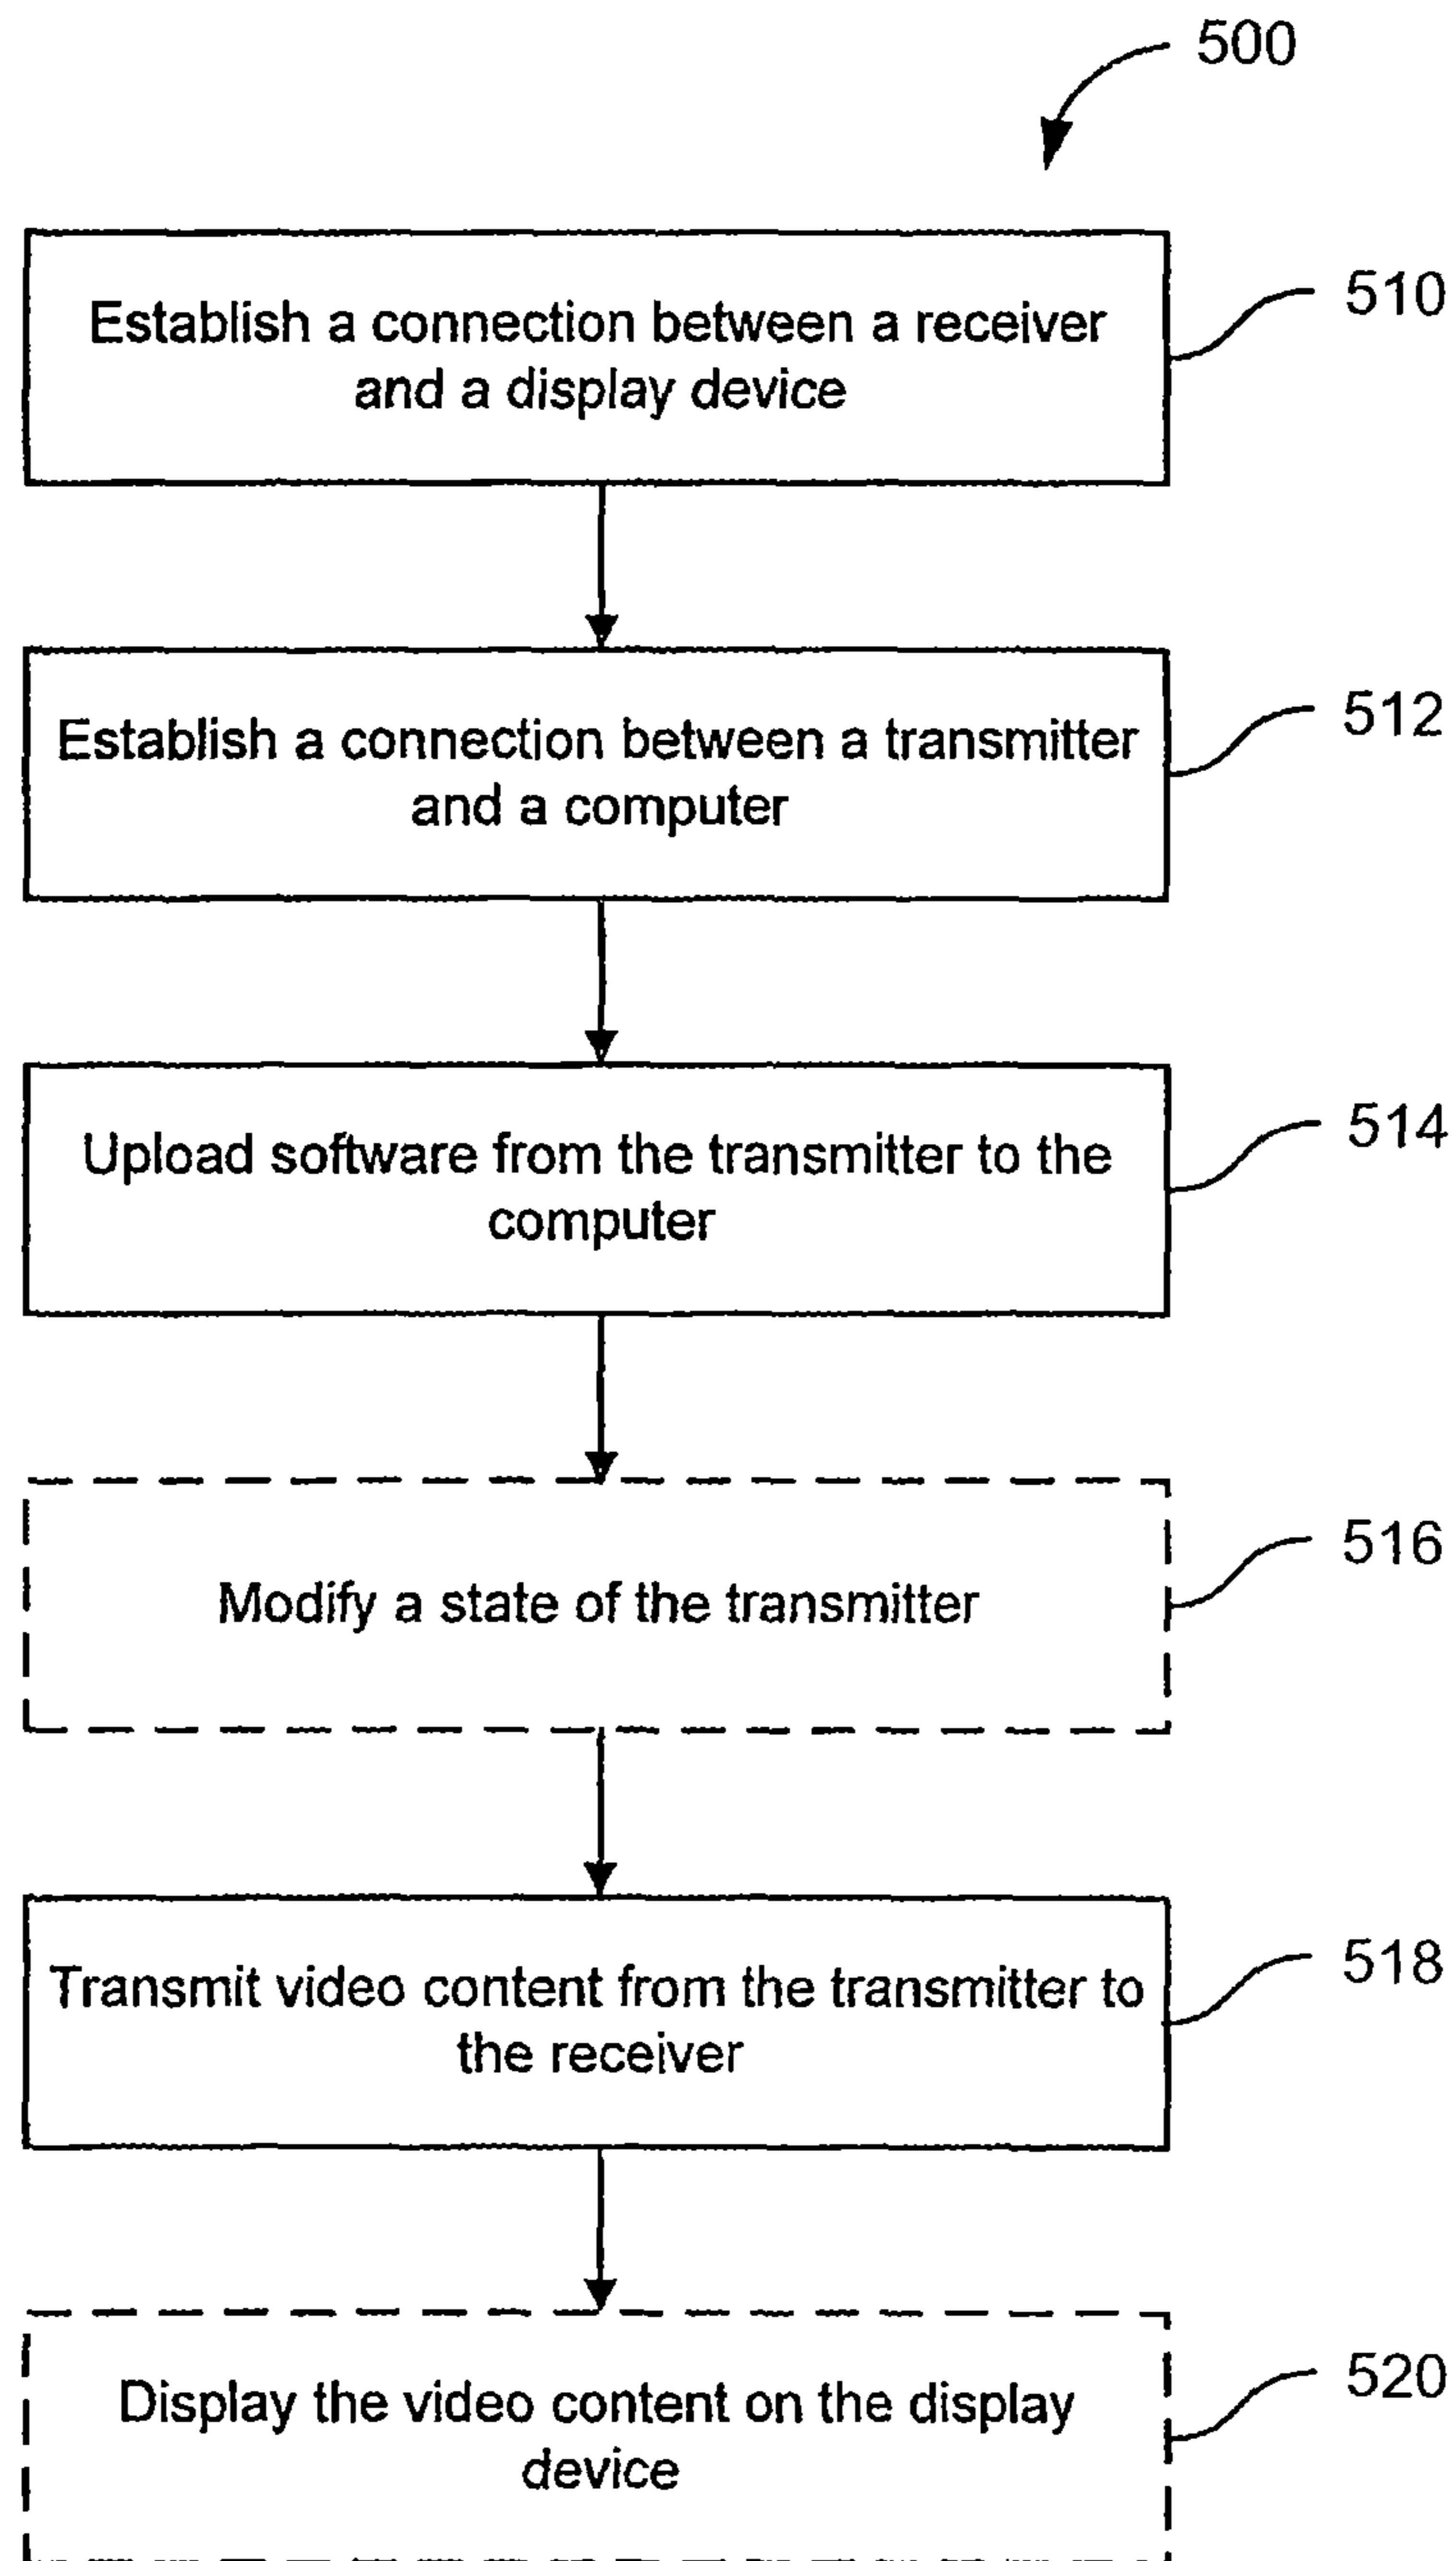 500
Establish a connection between a receiver
and a display device
510
Establish a connection between a transmitter
and a computer
512
Upload software from the transmitter to the
computer
514
Modify a state of the transmitter
516
Transmit video content from the transmitter to
the receiver
518
Display the video content on the display
device
520